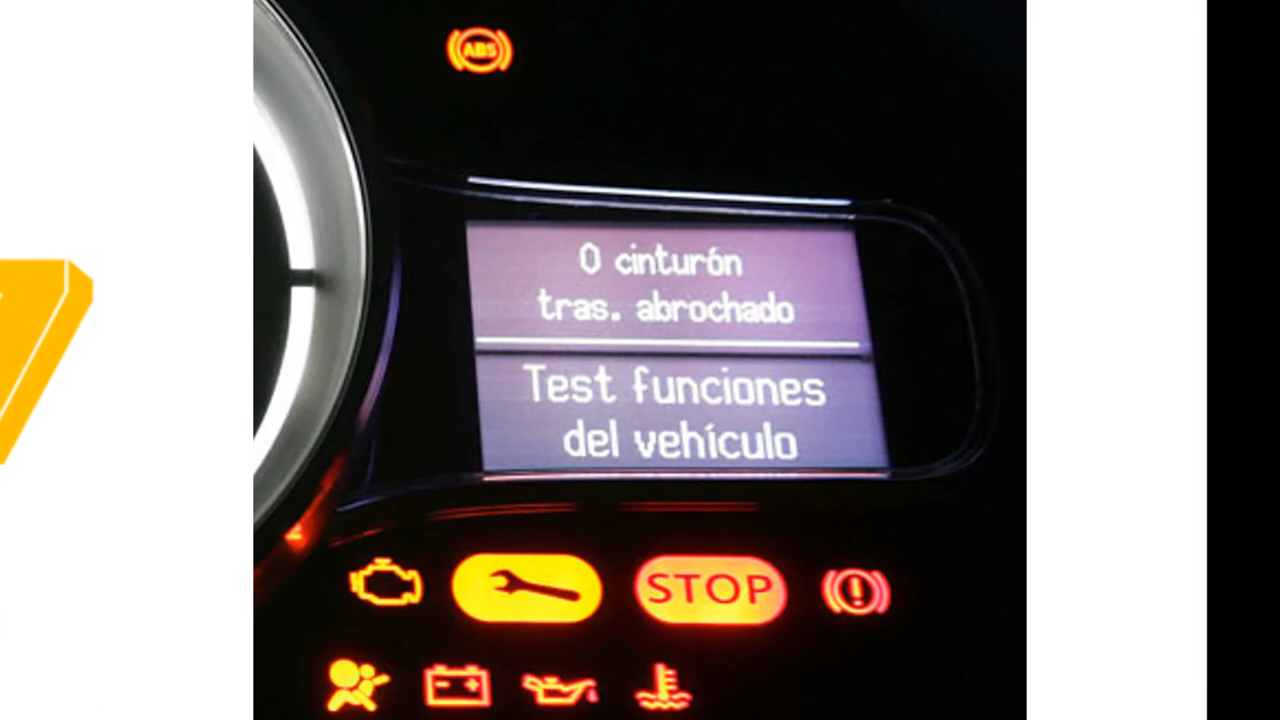 ABS
0 cinturón
tras. abrochado
Test funciones
del vehículo
STOP